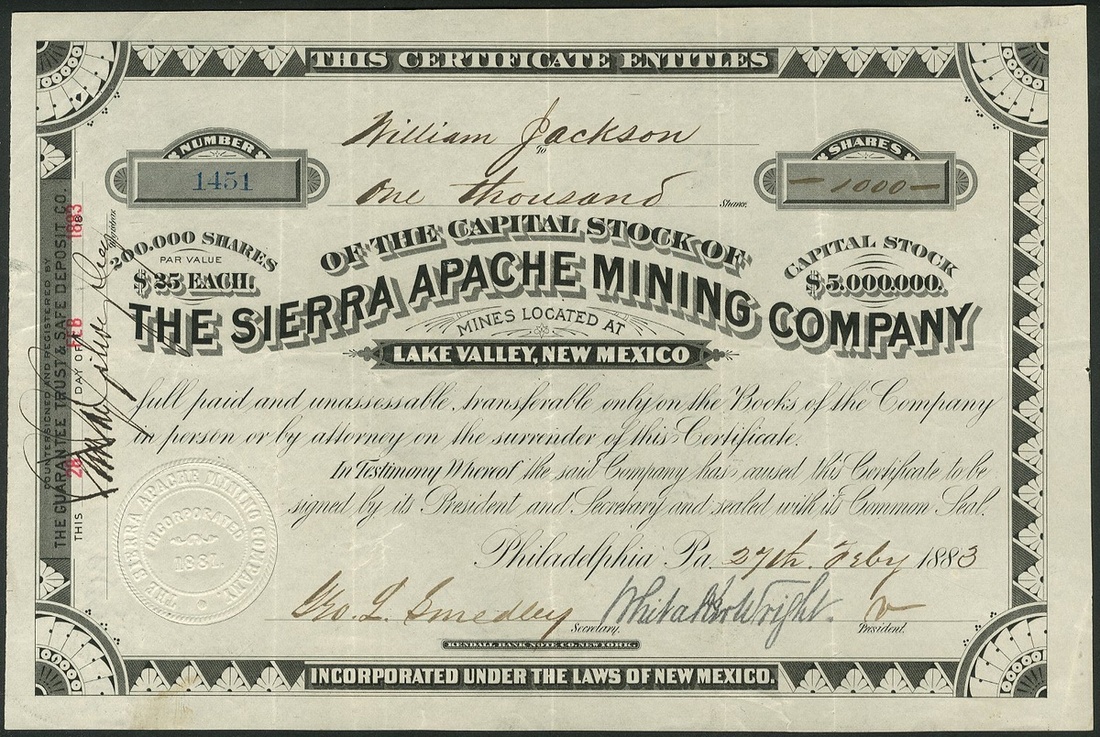 THIS CERTIFICATE ENTITLES
William Jackson
To
NUMBER
1451
SHARES
—1000—
One thousand Shares
200.000 SHARES
PAR VALUE
$25 EACH.
OF THE CAPITAL STOCK OF
CAPITAL STOCK
$5.000.000.
THE SIERRA APACHE MINING COMPANY
MINES LOCATED AT
LAKE VALLEY, NEW MEXICO
full paid and unassessable, transferable only on the Books of the Company
in person or by attorney on the surrender of this Certificate.
In Testimony Whereof the said Company has caused this Certificate to be
signed by its President and Secretary and sealed with its Common Seal.
Philadelphia Pa. 27th Feby 1883
Geo. L. Smedley Secretary. Whitaker Wright. V President.
KENDALL BANK NOTE CO. NEW YORK.
INCORPORATED UNDER THE LAWS OF NEW MEXICO.
COUNTERSIGNED AND REGISTERED BY
THE GUARANTEE TRUST & SAFE DEPOSIT CO.
THIS 28 DAY OF FEB 1883
THE SIERRA APACHE MINING COMPANY.
INCORPORATED
1881.